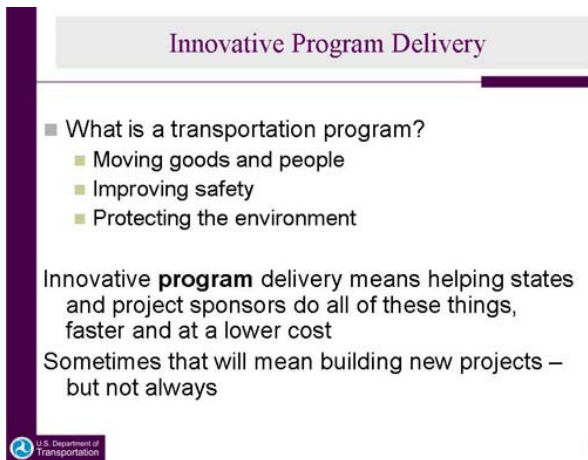 Innovative Program Delivery
What is a transportation program?
Moving goods and people
Improving safety
Protecting the environment
Innovative program delivery means helping states
and project sponsors do all of these things,
faster and at a lower cost
Sometimes that will mean building new projects –
but not always
U.S. Department of
Transportation